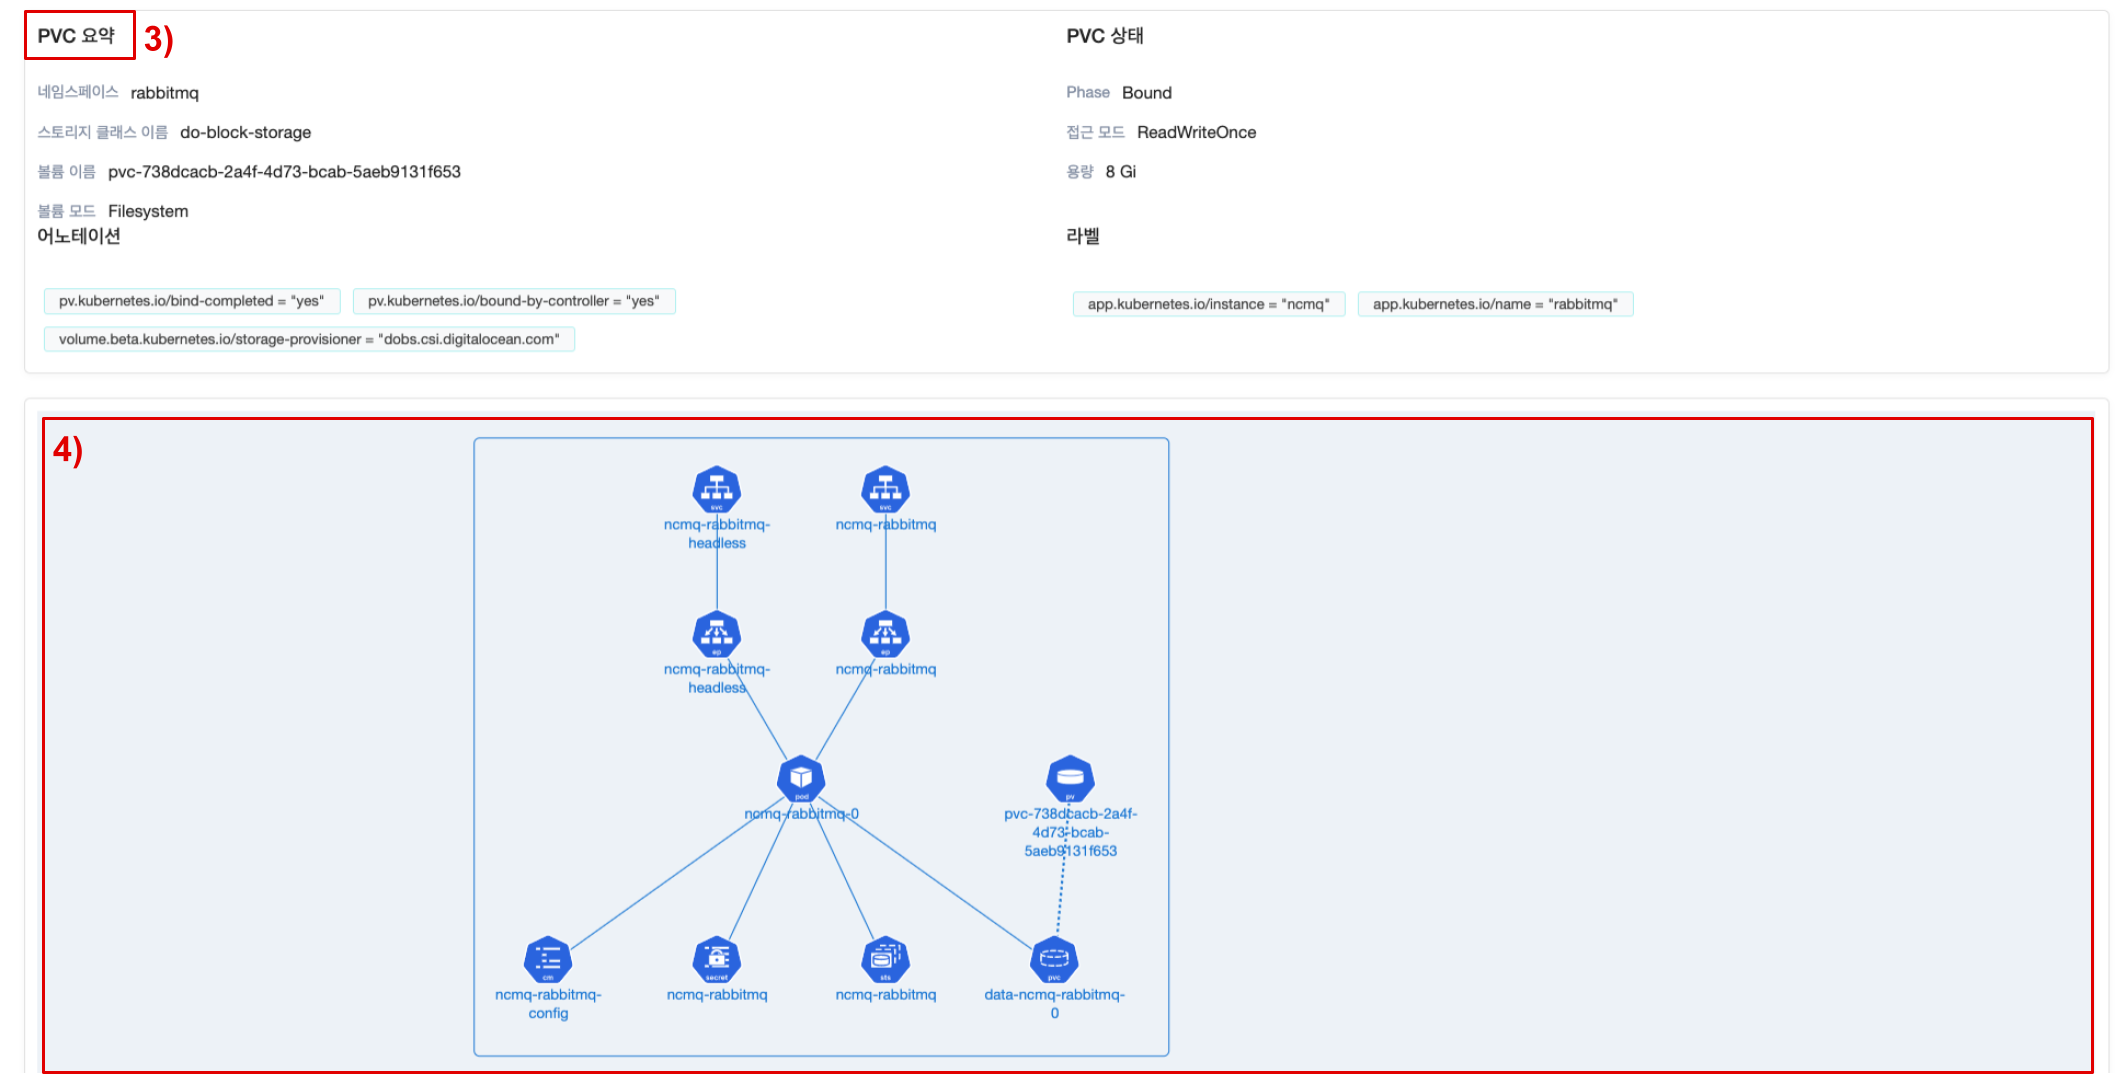 PVC 요약
3)
PVC 상태
네임스페이스 rabbitmq
Phase Bound
스토리지 클래스 이름 do-block-storage
접근 모드 ReadWriteOnce
볼륨 이름 pvc-738dcacb-2a4f-4d73-bcab-5aeb9131f653
용량 8 Gi
볼륨 모드 Filesystem
어노테이션
라벨
pv.kubernetes.io/bind-completed = "yes"
pv.kubernetes.io/bound-by-controller = "yes"
app.kubernetes.io/instance = "ncmq"
app.kubernetes.io/name = "rabbitmq"
volume.beta.kubernetes.io/storage-provisioner = "dobs.csi.digitalocean.com"
4)
svc
svc
ncmq-rabbitmq-
headless
ncmq-rabbitmq
ep
ep
ncmq-rabbitmq-
headless
ncmq-rabbitmq
pod
pv
ncmq-rabbitmq-0
pvc-738dcacb-2a4f-
4d73-bcab-
5aeb9131f653
cm
secret
sts
pvc
ncmq-rabbitmq-
config
ncmq-rabbitmq
ncmq-rabbitmq
data-ncmq-rabbitmq-
0